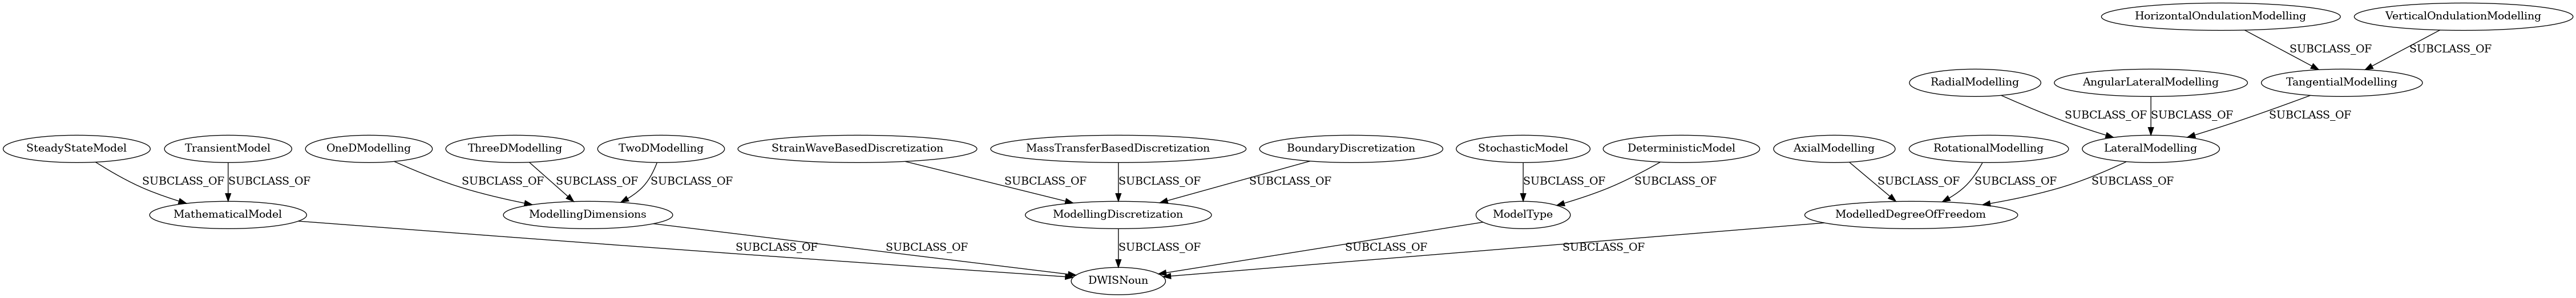 HorizontalOndulationModelling
VerticalOndulationModelling
SUBCLASS_OF
SUBCLASS_OF
RadialModelling
AngularLateralModelling
TangentialModelling
SUBCLASS_OF
SUBCLASS_OF
SUBCLASS_OF
SteadyStateModel
TransientModel
OneDModelling
ThreeDModelling
TwoDModelling
StrainWaveBasedDiscretization
MassTransferBasedDiscretization
BoundaryDiscretization
StochasticModel
DeterministicModel
AxialModelling
RotationalModelling
LateralModelling
SUBCLASS_OF
SUBCLASS_OF
SUBCLASS_OF
SUBCLASS_OF
SUBCLASS_OF
SUBCLASS_OF
SUBCLASS_OF
SUBCLASS_OF
SUBCLASS_OF
SUBCLASS_OF
SUBCLASS_OF
SUBCLASS_OF
SUBCLASS_OF
MathematicalModel
ModellingDimensions
ModellingDiscretization
ModelType
ModelledDegreeOfFreedom
SUBCLASS_OF
SUBCLASS_OF
SUBCLASS_OF
SUBCLASS_OF
SUBCLASS_OF
DWISNoun